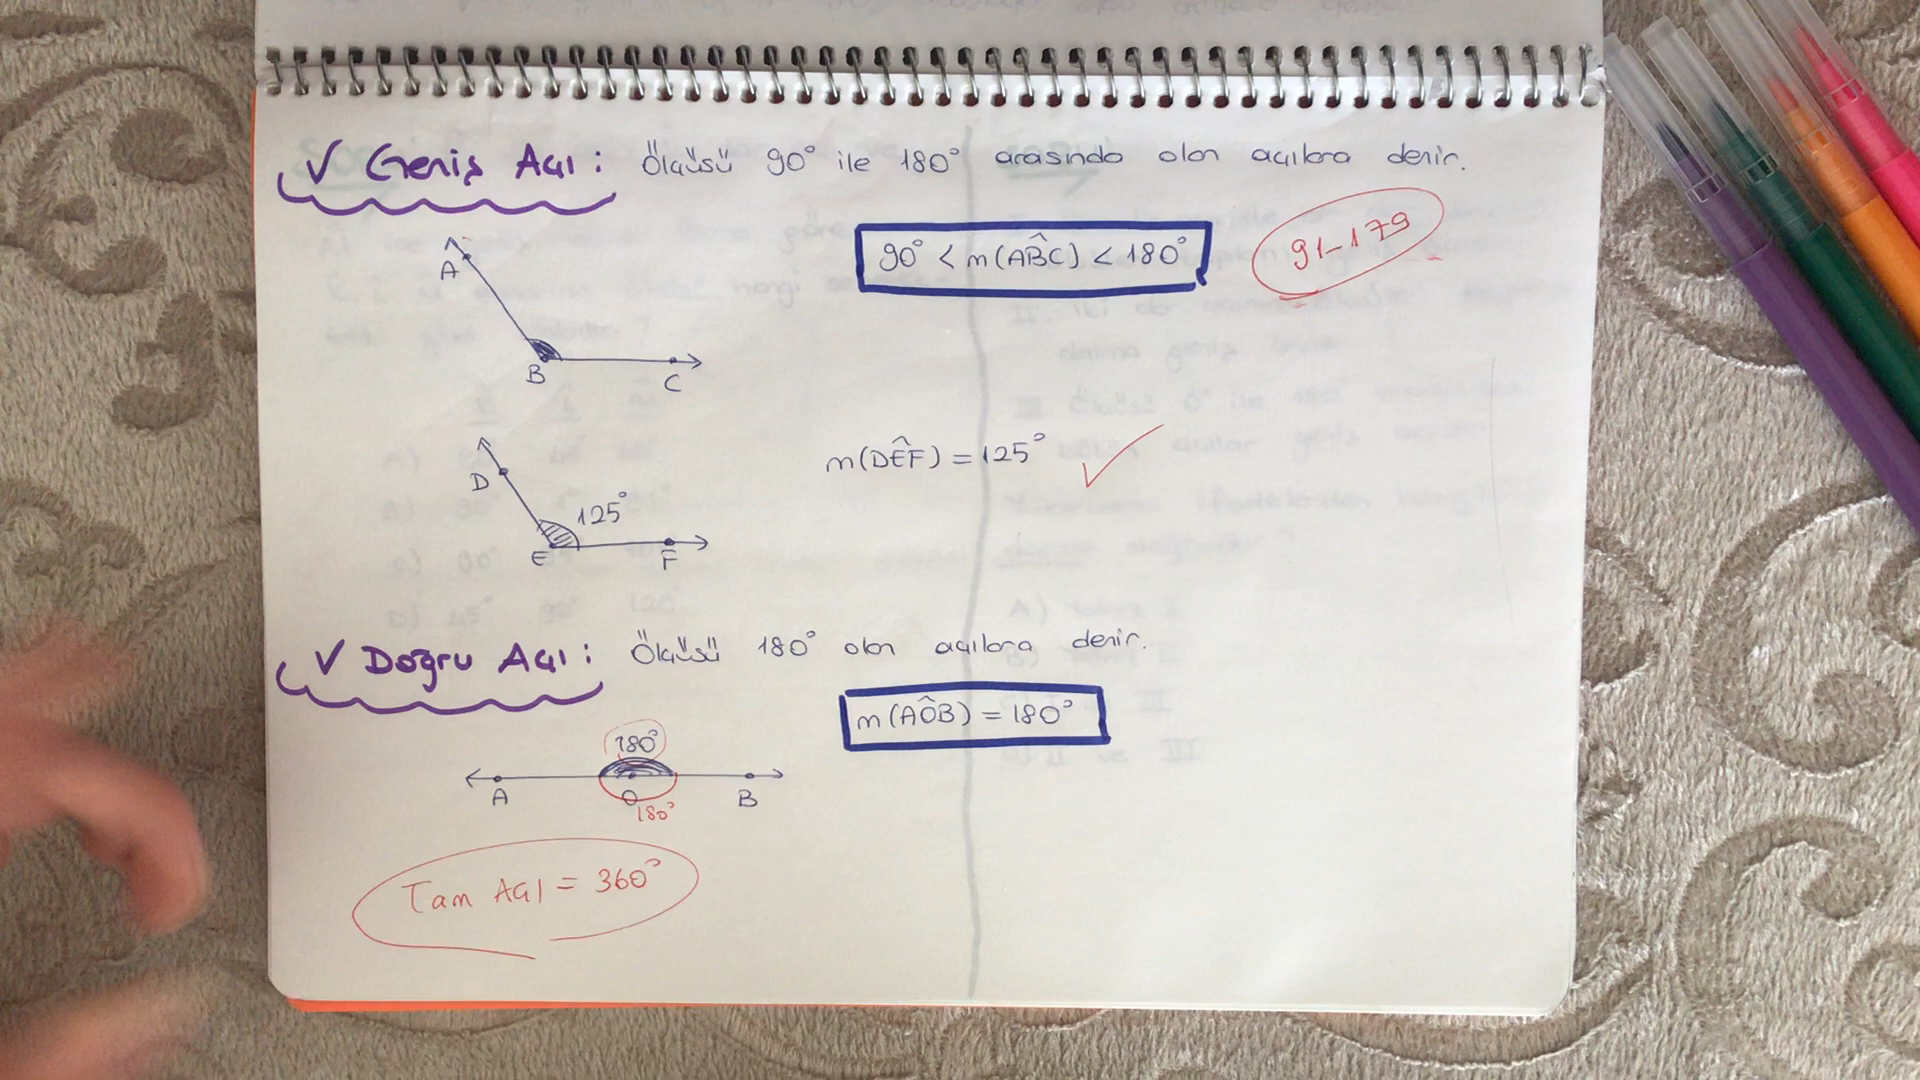 ✓ Geniş Açı : Ölçüsü 90° ile 180° arasında olan açılara denir.
A
B
C
90° < m(ABC) < 180°
91-179
D
E
F
125°
m(DEF) = 125°
✓ Doğru Açı : Ölçüsü 180° olan açılara denir.
m(AOB) = 180°
180°
A
O
B
180°
Tam Açı = 360°